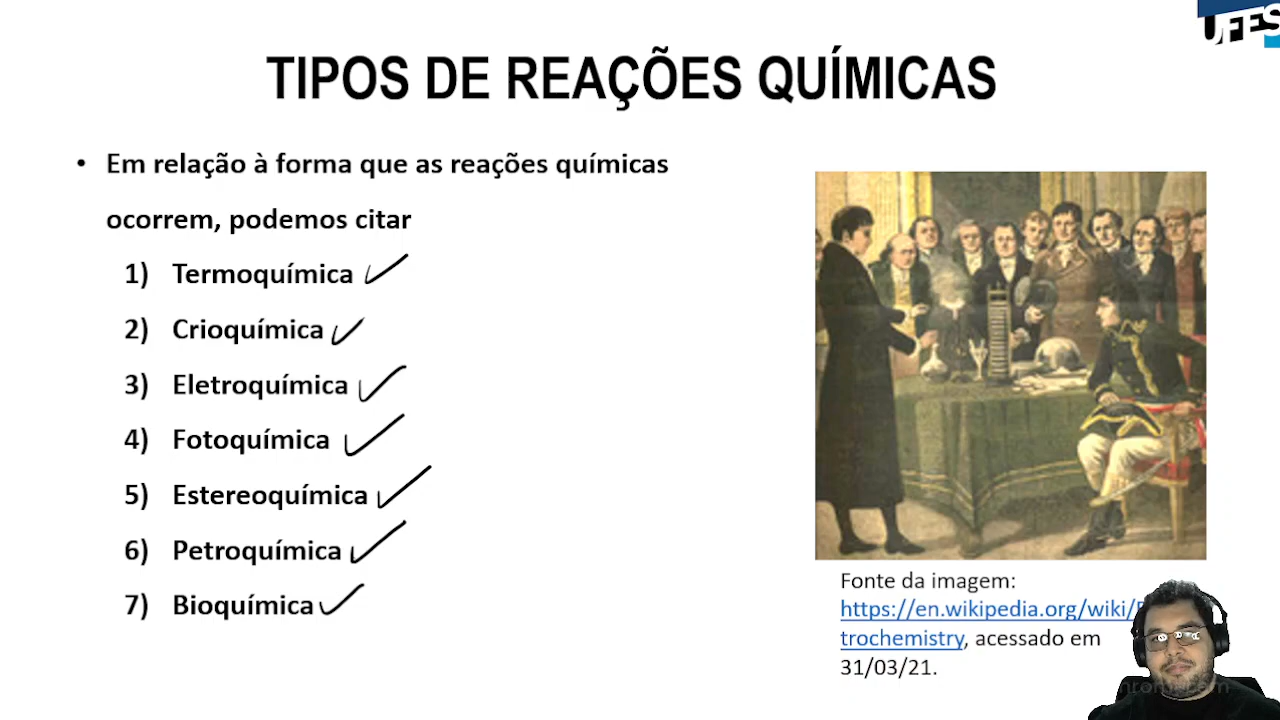 UFES
TIPOS DE REAÇÕES QUÍMICAS
• Em relação à forma que as reações químicas
ocorrem, podemos citar
1) Termoquímica
2) Crioquímica
3) Eletroquímica
4) Fotoquímica
5) Estereoquímica
6) Petroquímica
7) Bioquímica
Fonte da imagem:
https://en.wikipedia.org/wiki/
trochemistry, acessado em
31/03/21.